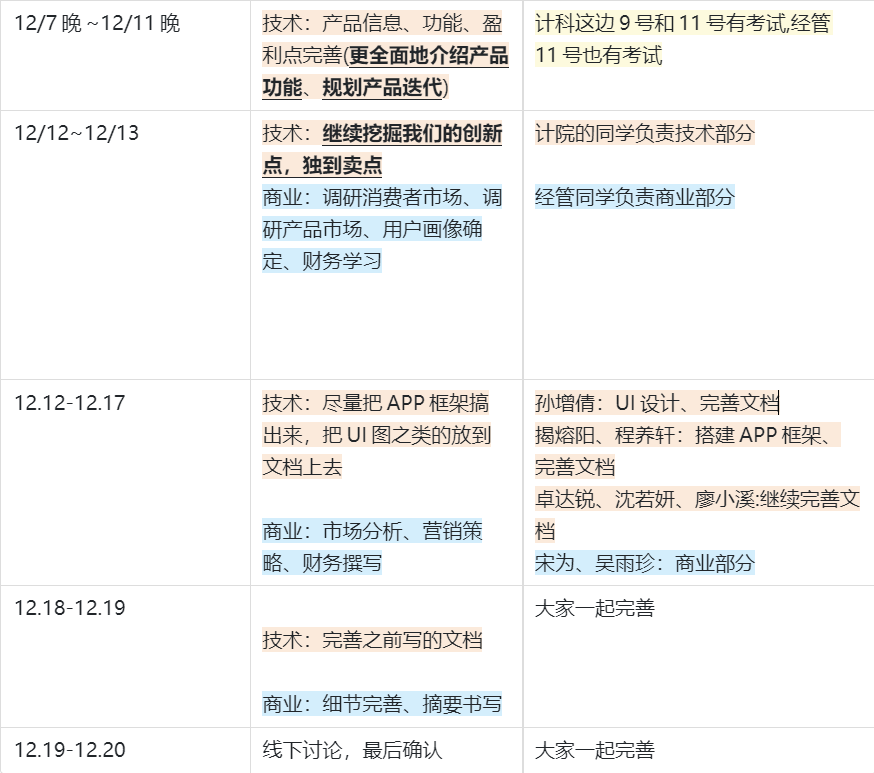 12/7 晚 ~12/11 晚
技术：产品信息、功能、盈
利点完善(更全面地介绍产品
功能、规划产品迭代)
计科这边 9 号和 11 号有考试,经管
11 号也有考试
12/12~12/13
技术：继续挖掘我们的创新
点，独到卖点
商业：调研消费者市场、调
研产品市场、用户画像确
定、财务学习
计院的同学负责技术部分
经管同学负责商业部分
12.12-12.17
技术：尽量把 APP 框架搞
出来，把 UI 图之类的放到
文档上去
商业：市场分析、营销策
略、财务撰写
孙增倩：UI 设计、完善文档
揭熔阳、程养轩：搭建 APP 框架、
完善文档
卓达锐、沈若妍、廖小溪:继续完善文
档
宋为、吴雨珍：商业部分
12.18-12.19
技术：完善之前写的文档
商业：细节完善、摘要书写
大家一起完善
12.19-12.20
线下讨论，最后确认
大家一起完善